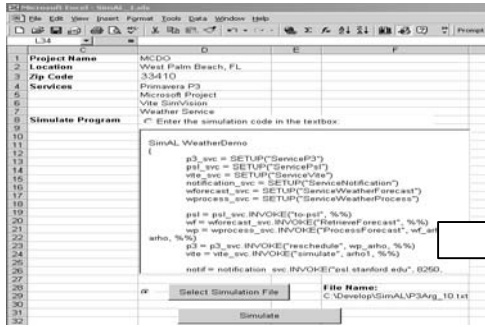 Microsoft Excel - SimAL_1.xls
File Edit View Insert Format Tools Data Window Help
Prompt
L34
C D E F
1 Project Name MCDO
2 Location West Palm Beach, FL
3 Zip Code 33410
4 Services Primavera P3
5 Microsoft Project
6 Vite SimVision
7 Weather Service
8 Simulate Program Enter the simulation code in the textbox:
9
10
11
12
13
14
15
16
17
18
19
20
21
22
23
24
25
26
SimAL WeatherDemo
{
p3_svc = SETUP("ServiceP3")
psl_svc = SETUP("ServicePsl")
vite_svc = SETUP("ServiceVite")
notification_svc = SETUP("ServiceNotification")
wforecast_svc = SETUP("ServiceWeatherForecast")
wprocess_svc = SETUP("ServiceWeatherProcess")
psl = psl_svc.INVOKE("to-psl", %%)
wf = wforecast_svc.INVOKE("RetrieveForecast", %%)
wp = wprocess_svc.INVOKE("ProcessForecast", wf_arho, %%)
p3 = p3_svc.INVOKE("reschedule", wp_arho, %%)
vite = vite_svc.INVOKE("simulate", arho1, %%)
notif = notification_svc.INVOKE("psl.stanford.edu", 8250,
28 File Name:
29 Select Simulation File C:\Develop\SimAL\P3Arg_10.txt
30
31 Simulate
32